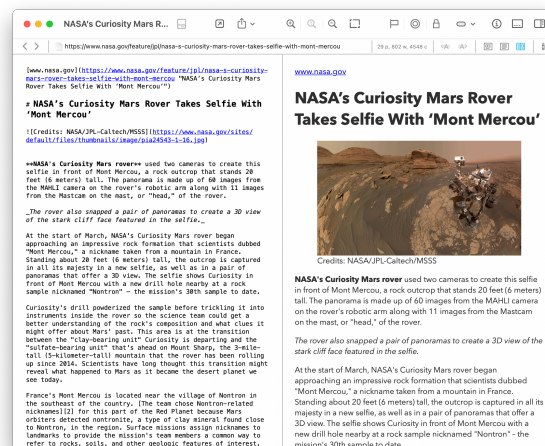 NASA's Curiosity Mars R...
https://www.nasa.gov/feature/jpl/nasa-s-curiosity-mars-rover-takes-selfie-with-mont-mercou
29 p, 802 w, 4548 c
[www.nasa.gov](https://www.nasa.gov/feature/jpl/nasa-s-curiosity-
mars-rover-takes-selfie-with-mont-mercou "NASA's Curiosity Mars
Rover Takes Selfie With 'Mont Mercou'")
# NASA's Curiosity Mars Rover Takes Selfie With
'Mont Mercou'
![Credits: NASA/JPL-Caltech/MSSS](https://www.nasa.gov/sites/
default/files/thumbnails/image/pia24543-1-16.jpg)
**NASA's Curiosity Mars rover** used two cameras to create this
selfie in front of Mont Mercou, a rock outcrop that stands 20
feet (6 meters) tall. The panorama is made up of 60 images from
the MAHLI camera on the rover's robotic arm along with 11 images
from the Mastcam on the mast, or "head," of the rover.
_The rover also snapped a pair of panoramas to create a 3D view
of the stark cliff face featured in the selfie._
At the start of March, NASA's Curiosity Mars rover began
approaching an impressive rock formation that scientists dubbed
"Mont Mercou," a nickname taken from a mountain in France.
Standing about 20 feet (6 meters) tall, the outcrop is captured
in all its majesty in a new selfie, as well as in a pair of
panoramas that offer a 3D view. The selfie shows Curiosity in
front of Mont Mercou with a new drill hole nearby at a rock
sample nicknamed "Nontron" – the mission's 30th sample to date.
Curiosity's drill powderized the sample before trickling it into
instruments inside the rover so the science team could get a
better understanding of the rock's composition and what clues it
might offer about Mars' past. This area is at the transition
between the "clay-bearing unit" Curiosity is departing and the
"sulfate-bearing unit" that's ahead on Mount Sharp, the 3-mile-
tall (5-kilometer-tall) mountain that the rover has been rolling
up since 2014. Scientists have long thought this transition might
reveal what happened to Mars as it became the desert planet we
see today.
France's Mont Mercou is located near the village of Nontron in
the southeast of the country. [The team chose Nontron-related
nicknames][2] for this part of the Red Planet because Mars
orbiters detected nontronite, a type of clay mineral found close
to Nontron, in the region. Surface missions assign nicknames to
landmarks to provide the mission's team members a common way to
refer to rocks, soils, and other geologic features of interest.
www.nasa.gov
NASA's Curiosity Mars Rover
Takes Selfie With 'Mont Mercou'
Credits: NASA/JPL-Caltech/MSSS
NASA's Curiosity Mars rover used two cameras to create this selfie
in front of Mont Mercou, a rock outcrop that stands 20 feet (6 meters)
tall. The panorama is made up of 60 images from the MAHLI camera
on the rover's robotic arm along with 11 images from the Mastcam
on the mast, or "head," of the rover.
The rover also snapped a pair of panoramas to create a 3D view of the
stark cliff face featured in the selfie.
At the start of March, NASA's Curiosity Mars rover began
approaching an impressive rock formation that scientists dubbed
"Mont Mercou," a nickname taken from a mountain in France.
Standing about 20 feet (6 meters) tall, the outcrop is captured in all its
majesty in a new selfie, as well as in a pair of panoramas that offer a
3D view. The selfie shows Curiosity in front of Mont Mercou with a
new drill hole nearby at a rock sample nicknamed "Nontron" – the
mission's 30th sample to date.